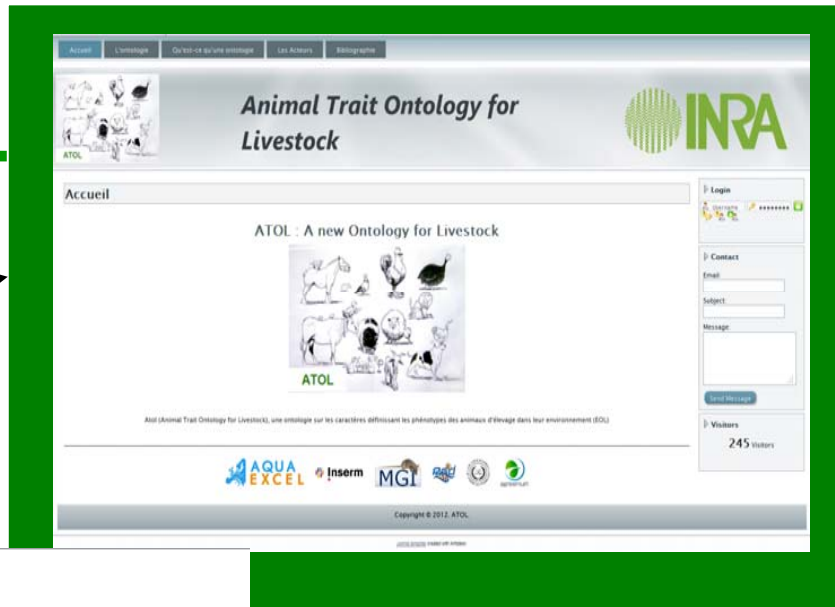 Accueil L'ontologie Qu'est-ce qu'une ontologie Les Acteurs Bibliographie
Animal Trait Ontology for
Livestock
INRA
ATOL
Accueil
ATOL : A new Ontology for Livestock
ATOL
Atol (Animal Trait Ontology for Livestock), une ontologie sur les caractères définissant les phénotypes des animaux d'élevage dans leur environnement (EOL)
AQUA
EXCEL
Inserm
MGI
agreenium
Copyright © 2012. ATOL
Login
Username ••••••••
Contact
Email:
Subject:
Message:
Send Message
Visitors
245 Visitors